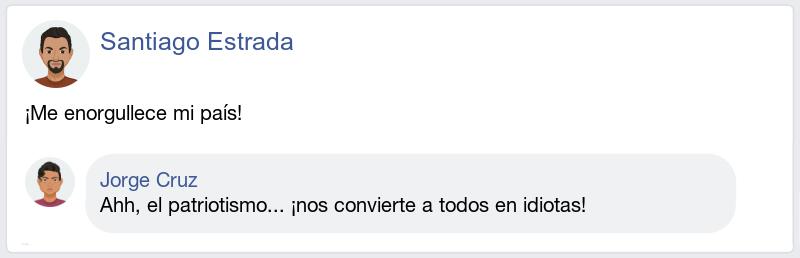 Santiago Estrada
¡Me enorgullece mi país!
Jorge Cruz
Ahh, el patriotismo... ¡nos convierte a todos en idiotas!